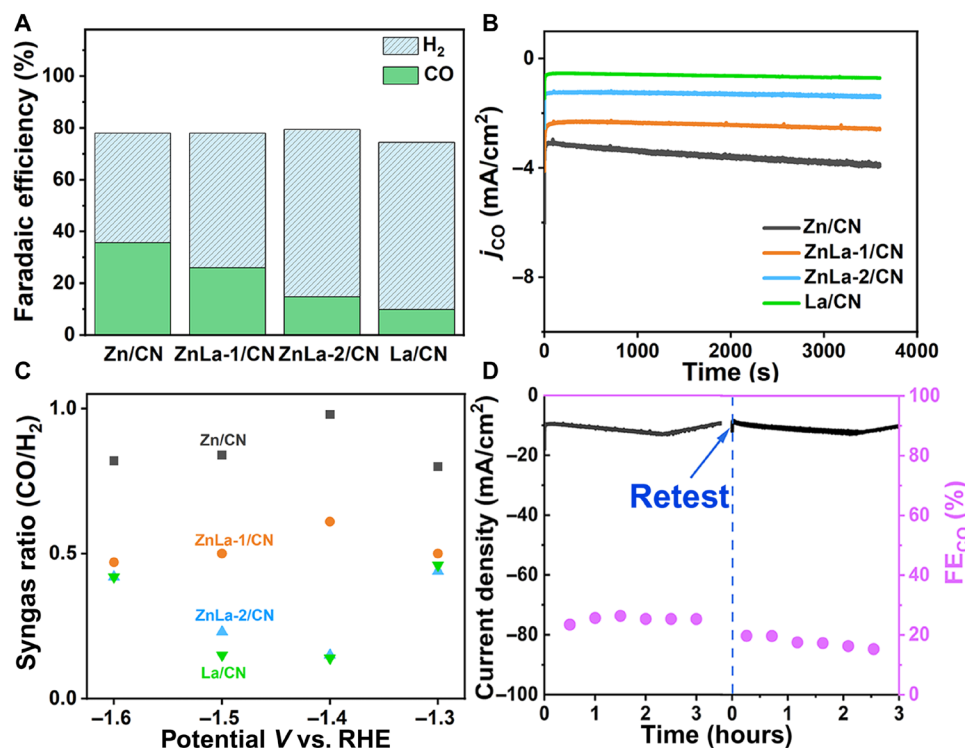 A
Faradaic efficiency (%)
100
80
60
40
20
0
H2
CO
Zn/CN ZnLa-1/CN ZnLa-2/CN La/CN
B
jCO (mA/cm2)
0
−4
−8
Zn/CN
ZnLa-1/CN
ZnLa-2/CN
La/CN
0 1000 2000 3000 4000
Time (s)
C
Syngas ratio (CO/H2)
1.0
0.5
0.0
Zn/CN
ZnLa-1/CN
ZnLa-2/CN
La/CN
−1.6 −1.5 −1.4 −1.3
Potential V vs. RHE
D
Current density (mA/cm2)
0
−20
−40
−60
−80
−100
Retest
100
80
60
40
20
0
FECO (%)
0 1 2 3 0 1 2 3
Time (hours)